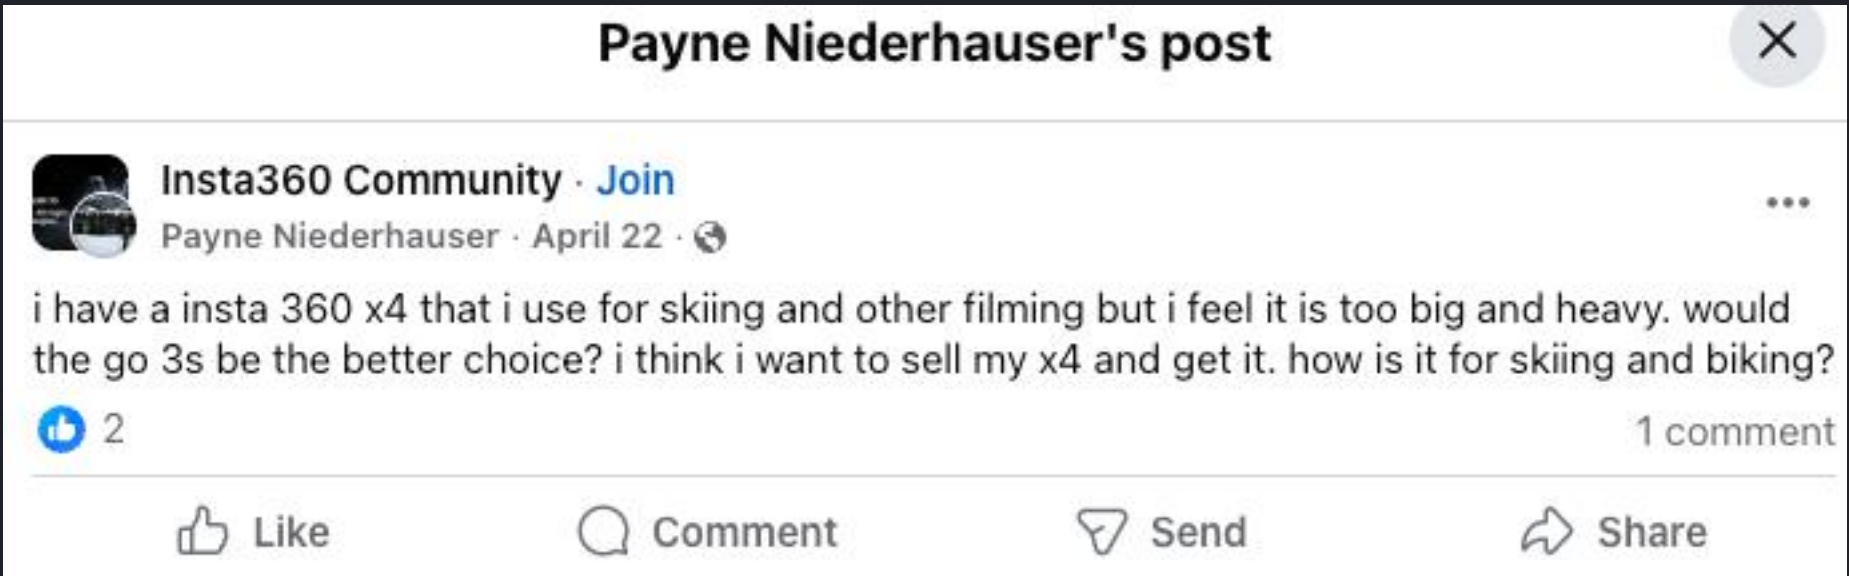 Payne Niederhauser's post
Insta360 Community · Join
Payne Niederhauser · April 22 ·
i have a insta 360 x4 that i use for skiing and other filming but i feel it is too big and heavy. would
the go 3s be the better choice? i think i want to sell my x4 and get it. how is it for skiing and biking?
2
1 comment
Like
Comment
Send
Share